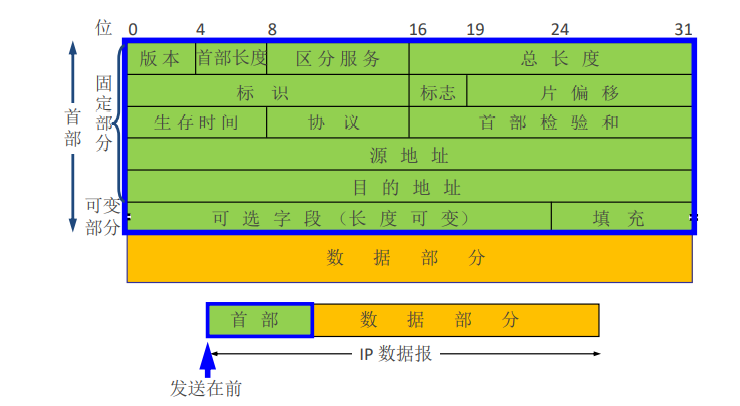 位 0 4 8 16 19 24 31
版本 首部长度 区分服务 总长度
标识 标志 片偏移
生存时间 协议 首部检验和
源地址
目的地址
可选字段（长度可变） 填充
数据部分
首部
固定部分
可变部分
首部 数据部分
IP 数据报
发送在前